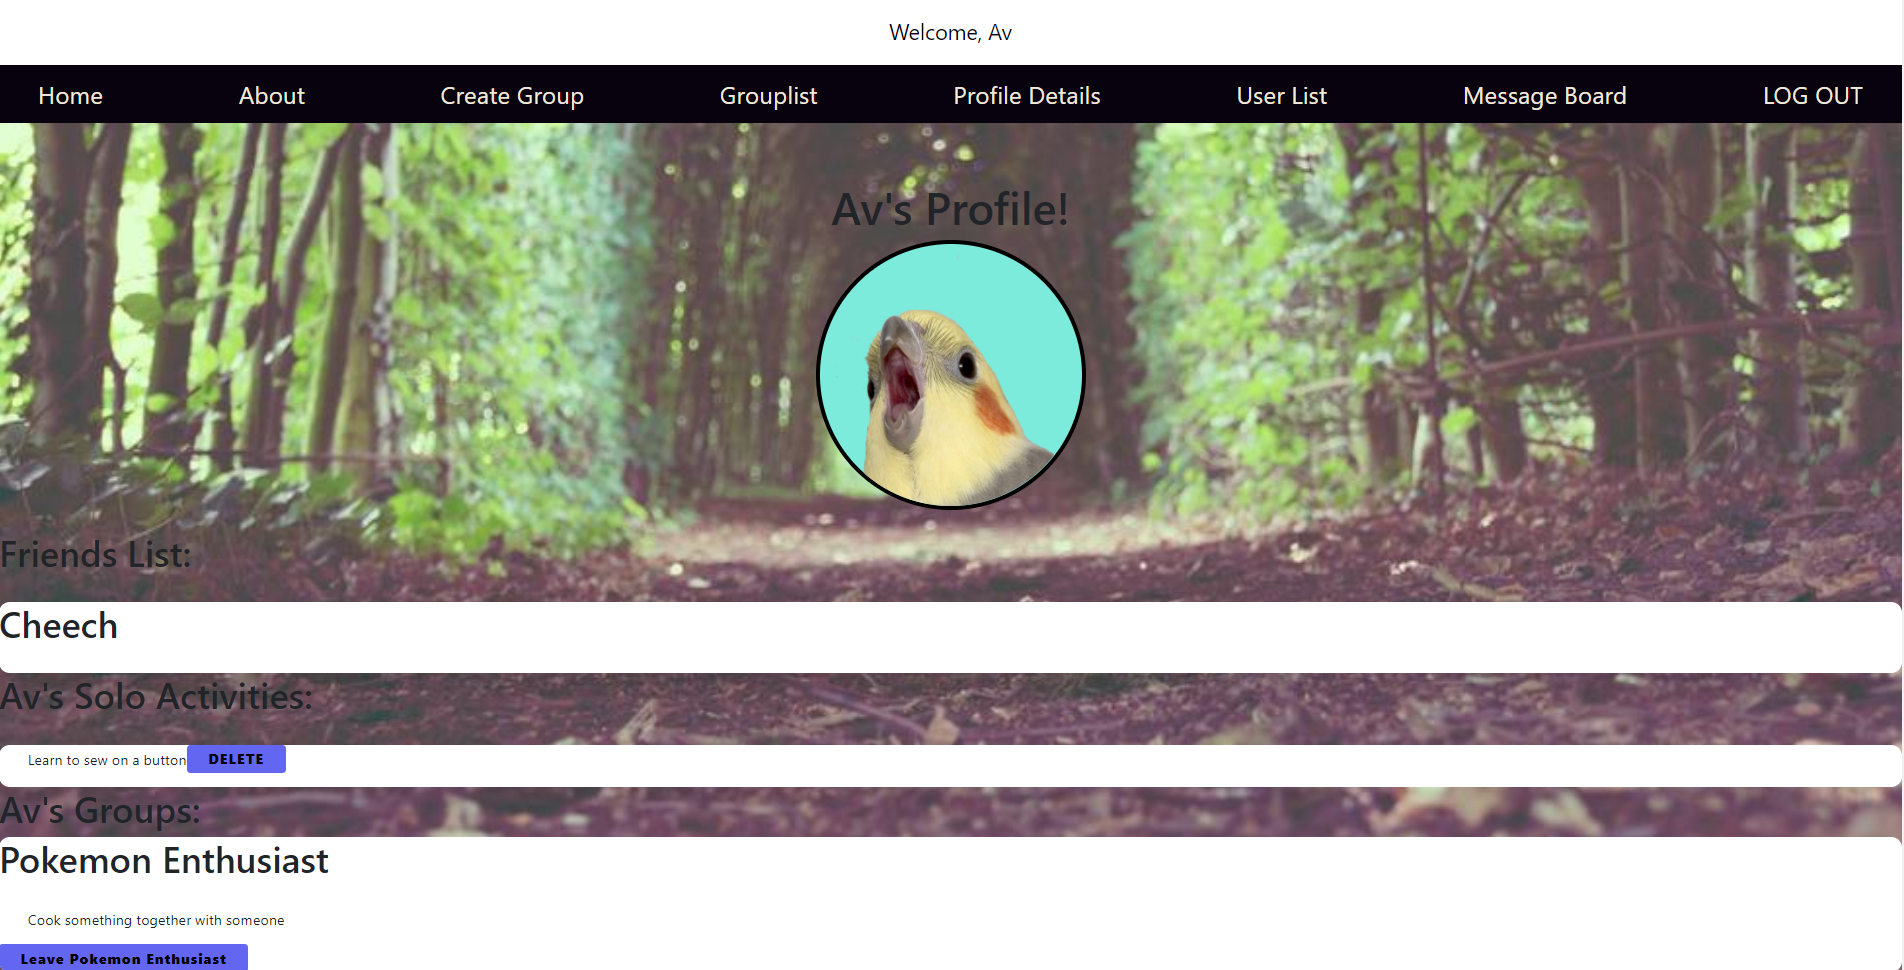 Welcome, Av
Home About Create Group Grouplist Profile Details User List Message Board LOG OUT
Av's Profile!
Friends List:
Cheech
Av's Solo Activities:
Learn to sew on a button DELETE
Av's Groups:
Pokemon Enthusiast
Cook something together with someone
Leave Pokemon Enthusiast